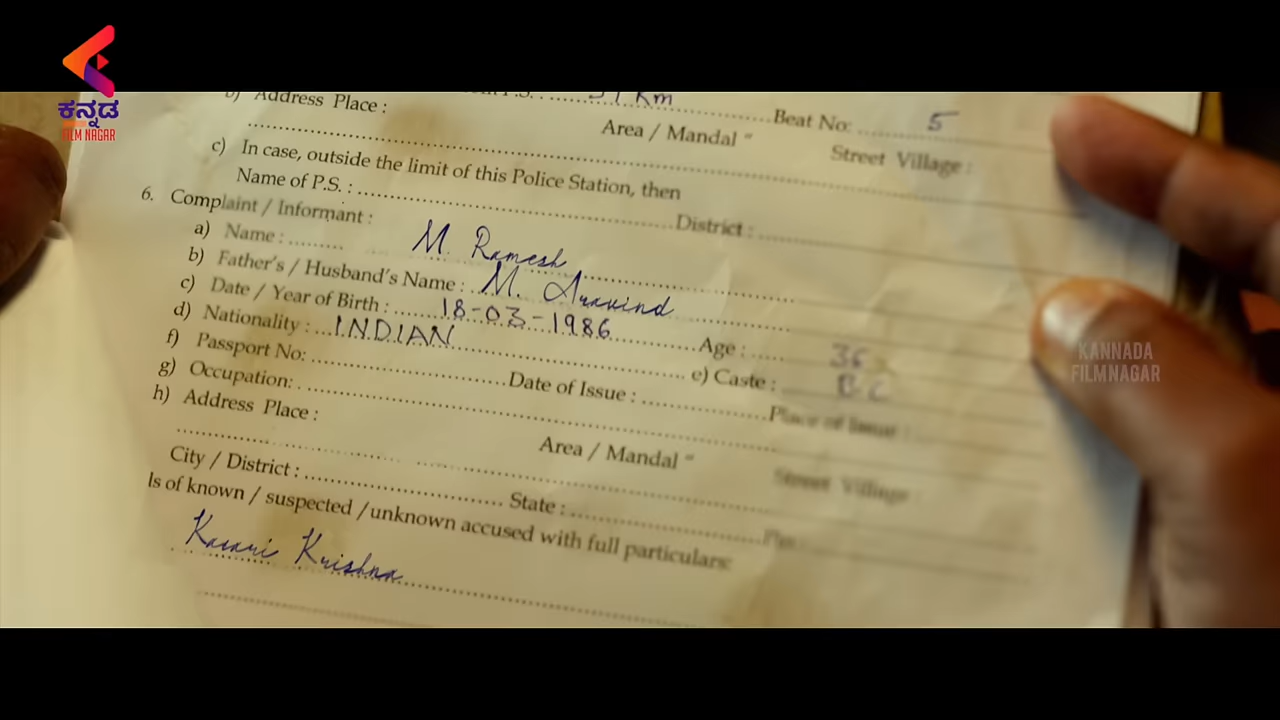 ಕನ್ನಡ
FILM NAGAR
37 Km
b) Address Place : Beat No: 5
Area / Mandal " Street Village :
c) In case, outside the limit of this Police Station, then
Name of P.S. : District :
6. Complaint / Informant :
a) Name : M. Ramesh
b) Father's / Husband's Name : M. Aravind
c) Date / Year of Birth : 18-03-1986 Age : 36
d) Nationality : INDIAN e) Caste : BC
f) Passport No: Date of Issue : Place of Issue :
g) Occupation:
h) Address Place :
Area / Mandal " Street Village :
City / District : State : Pin :
ls of known / suspected /unknown accused with full particulars:
Kasari Krishna
KANNADA
FILMNAGAR